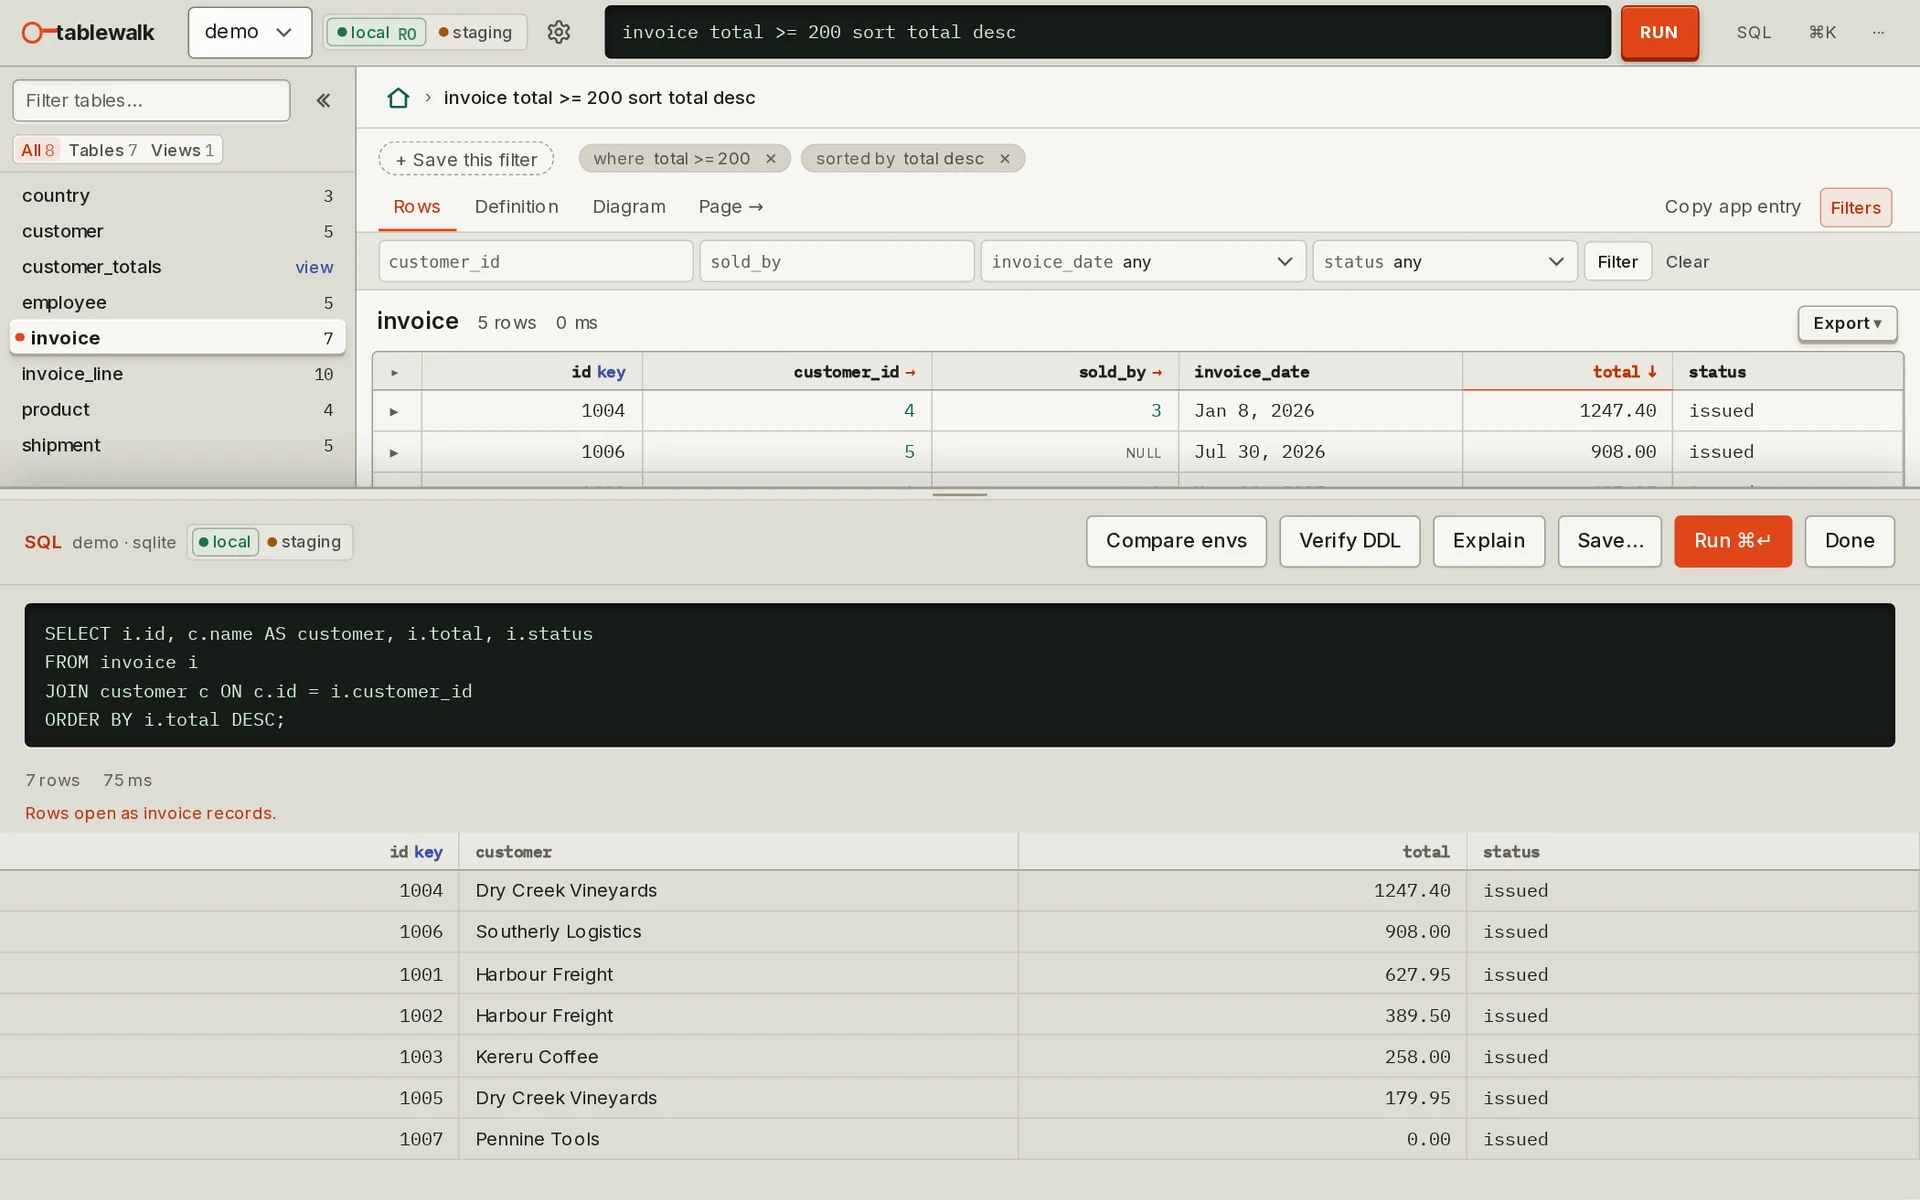 tablewalk demo local RO staging invoice total >= 200 sort total desc RUN SQL ⌘K ...
Filter tables... «
All 8 Tables 7 Views 1
country 3
customer 5
customer_totals view
employee 5
invoice 7
invoice_line 10
product 4
shipment 5
› invoice total >= 200 sort total desc
+ Save this filter where total >= 200 × sorted by total desc ×
Rows Definition Diagram Page → Copy app entry Filters
customer_id sold_by invoice_date any status any Filter Clear
invoice 5 rows 0 ms Export ▾
▸ id key customer_id → sold_by → invoice_date total ↓ status
▸ 1004 4 3 Jan 8, 2026 1247.40 issued
▸ 1006 5 NULL Jul 30, 2026 908.00 issued
SQL demo · sqlite local staging Compare envs Verify DDL Explain Save... Run ⌘↵ Done
SELECT i.id, c.name AS customer, i.total, i.status
FROM invoice i
JOIN customer c ON c.id = i.customer_id
ORDER BY i.total DESC;
7 rows 75 ms
Rows open as invoice records.
id key customer total status
1004 Dry Creek Vineyards 1247.40 issued
1006 Southerly Logistics 908.00 issued
1001 Harbour Freight 627.95 issued
1002 Harbour Freight 389.50 issued
1003 Kereru Coffee 258.00 issued
1005 Dry Creek Vineyards 179.95 issued
1007 Pennine Tools 0.00 issued